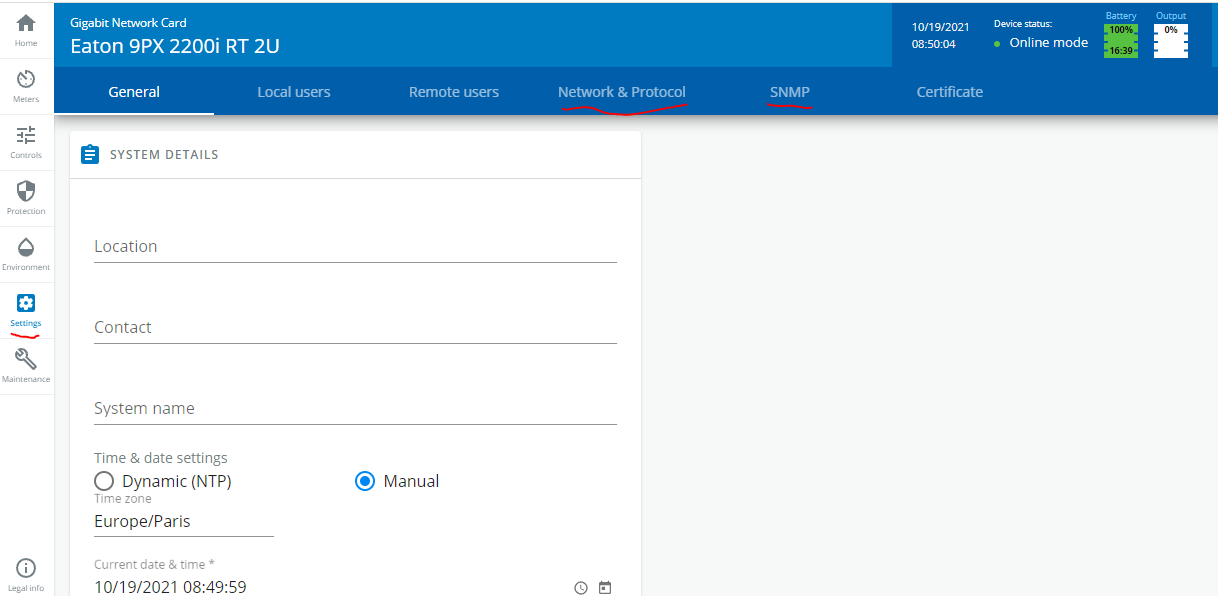 Gigabit Network Card
Eaton 9PX 2200i RT 2U
10/19/2021
08:50:04
Device status:
Online mode
Battery
100%
16:39
Output
0%
General
Local users
Remote users
Network & Protocol
SNMP
Certificate
Home
Meters
Controls
Protection
Environment
Settings
Maintenance
Legal info
SYSTEM DETAILS
Location
Contact
System name
Time & date settings
Dynamic (NTP)
Manual
Time zone
Europe/Paris
Current date & time *
10/19/2021 08:49:59